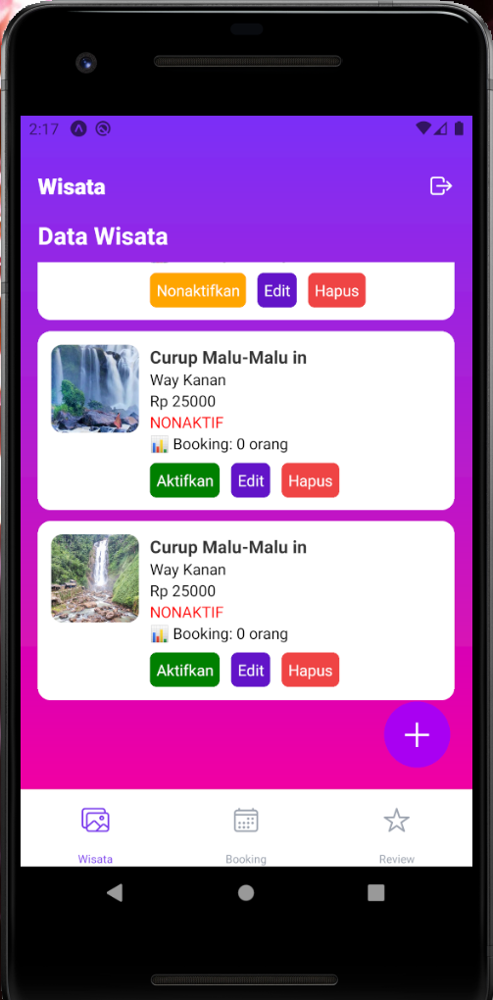 2:17
Wisata
Data Wisata
Nonaktifkan Edit Hapus
Curup Malu-Malu in
Way Kanan
Rp 25000
NONAKTIF
📊 Booking: 0 orang
Aktifkan Edit Hapus
Curup Malu-Malu in
Way Kanan
Rp 25000
NONAKTIF
📊 Booking: 0 orang
Aktifkan Edit Hapus
Wisata Booking Review